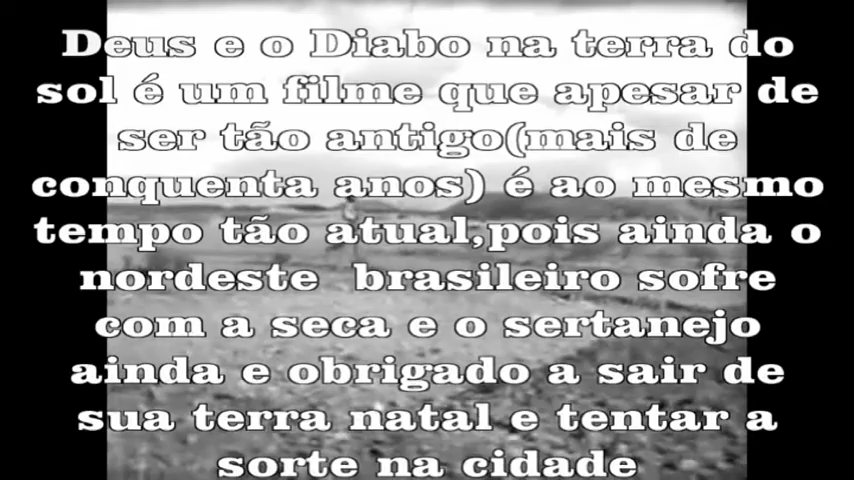 Deus e o Diabo na terra do
sol é um filme que apesar de
ser tão antigo(mais de
conquenta anos) é ao mesmo
tempo tão atual,pois ainda o
nordeste brasileiro sofre
com a seca e o sertanejo
ainda e obrigado a sair de
sua terra natal e tentar a
sorte na cidade